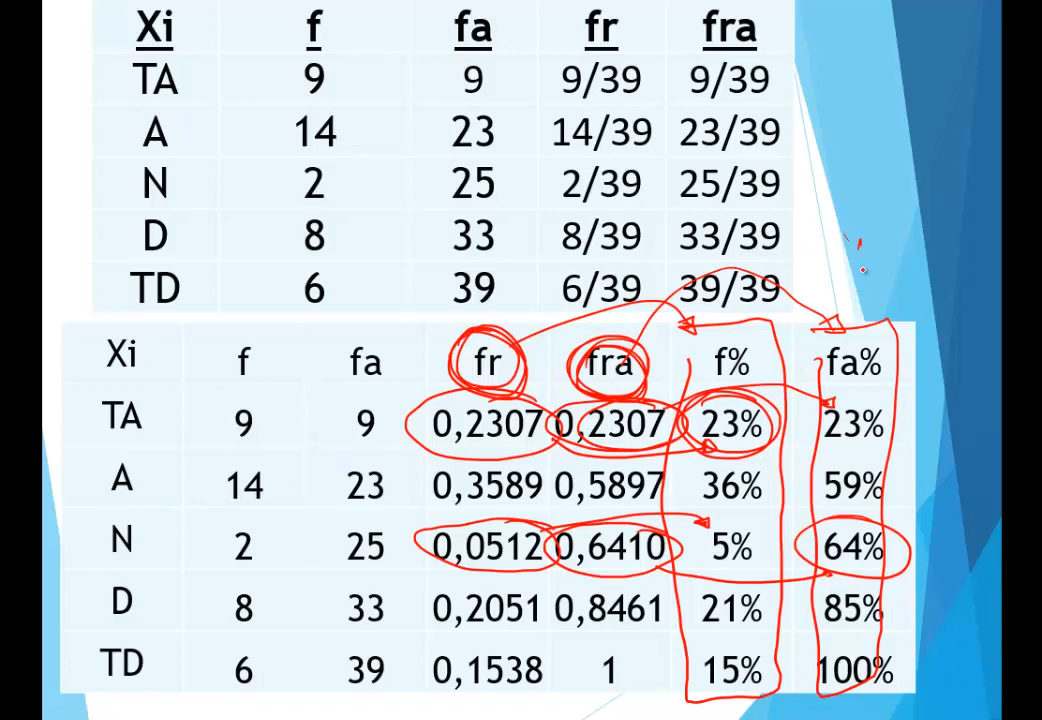 Xi f fa fr fra
TA 9 9 9/39 9/39
A 14 23 14/39 23/39
N 2 25 2/39 25/39
D 8 33 8/39 33/39
TD 6 39 6/39 39/39
Xi f fa fr fra f% fa%
TA 9 9 0,2307 0,2307 23% 23%
A 14 23 0,3589 0,5897 36% 59%
N 2 25 0,0512 0,6410 5% 64%
D 8 33 0,2051 0,8461 21% 85%
TD 6 39 0,1538 1 15% 100%